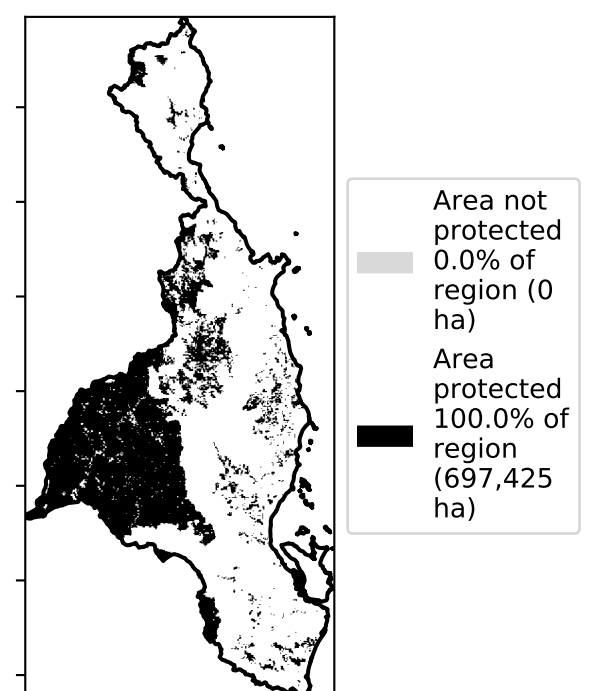 Area not
protected
0.0% of
region (0
ha)
Area
protected
100.0% of
region
(697,425
ha)